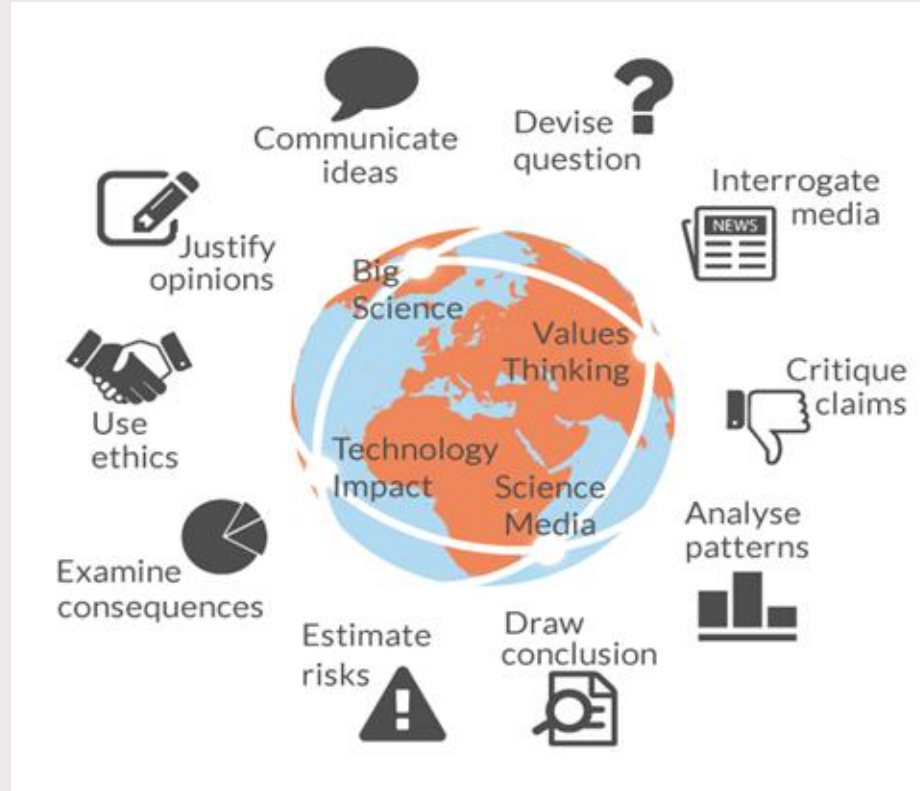 Communicate
ideas
Devise
question
Interrogate
media
NEWS
Critique
claims
Analyse
patterns
Draw
conclusion
Estimate
risks
Examine
consequences
Use
ethics
Justify
opinions
Big
Science
Values
Thinking
Technology
Impact
Science
Media